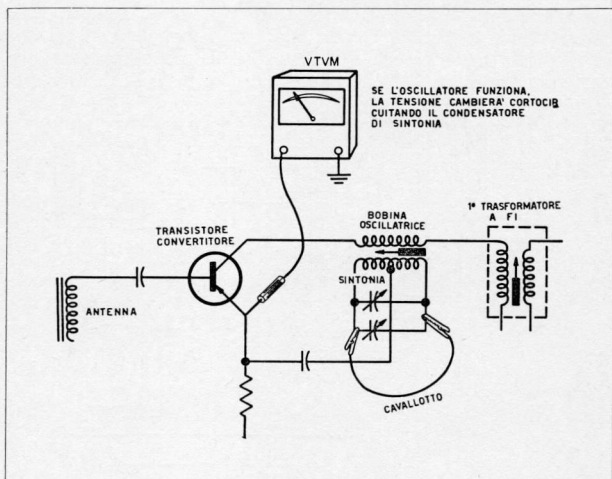 VTVM
SE L'OSCILLATORE FUNZIONA,
LA TENSIONE CAMBIERA' CORTOCIR
CUITANDO IL CONDENSATORE
DI SINTONIA
1º TRASFORMATORE
A FI
BOBINA
OSCILLATRICE
TRANSISTORE
CONVERTITORE
SINTONIA
ANTENNA
CAVALLOTTO